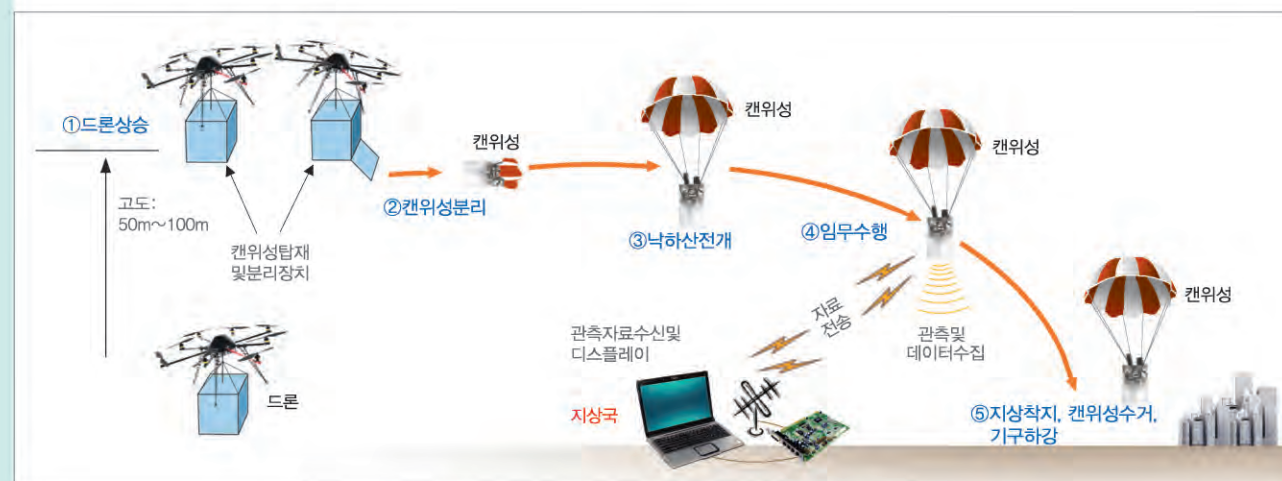 ①드론상승
고도:
50m~100m
캔위성탑재
및분리장치
드론
②캔위성분리
캔위성
③낙하산전개
캔위성
④임무수행
캔위성
자료
전송
관측및
데이터수집
관측자료수신및
디스플레이
지상국
캔위성
⑤지상착지, 캔위성수거,
기구하강